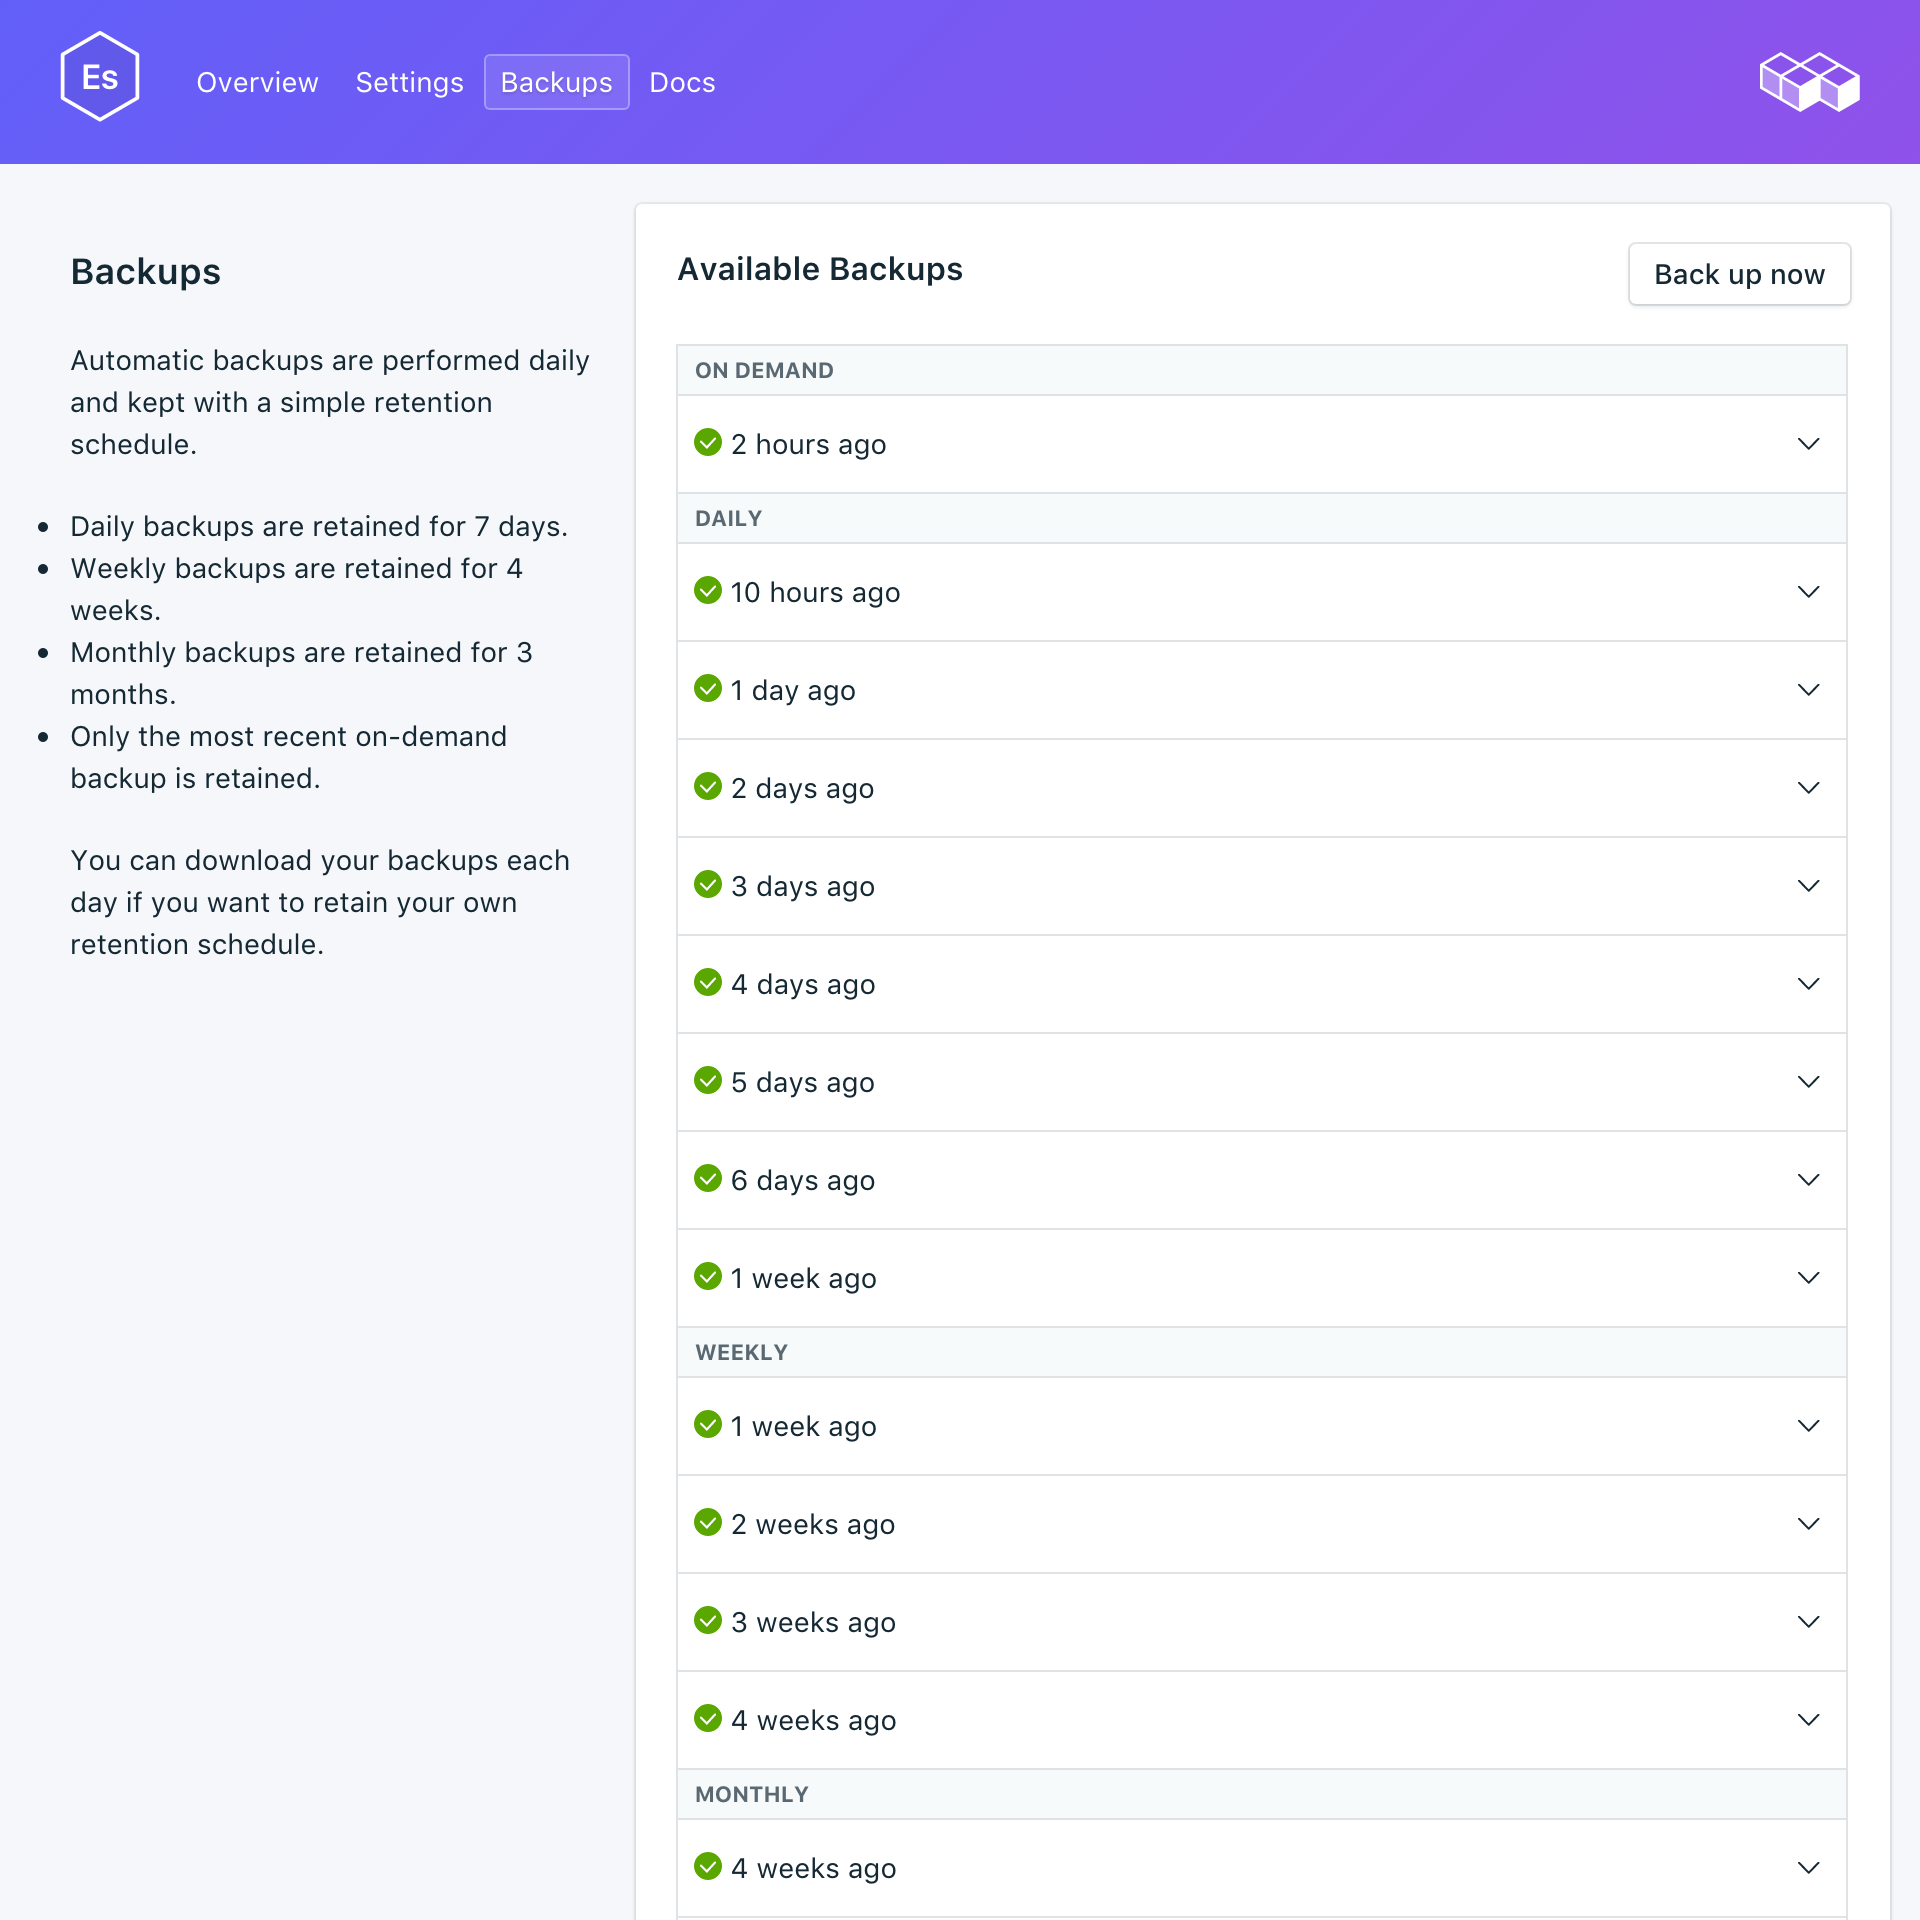 Es
Overview Settings Backups Docs
Backups
Automatic backups are performed daily
and kept with a simple retention
schedule.
Daily backups are retained for 7 days.
Weekly backups are retained for 4
weeks.
Monthly backups are retained for 3
months.
Only the most recent on-demand
backup is retained.
You can download your backups each
day if you want to retain your own
retention schedule.
Available Backups
Back up now
ON DEMAND
2 hours ago
DAILY
10 hours ago
1 day ago
2 days ago
3 days ago
4 days ago
5 days ago
6 days ago
1 week ago
WEEKLY
1 week ago
2 weeks ago
3 weeks ago
4 weeks ago
MONTHLY
4 weeks ago